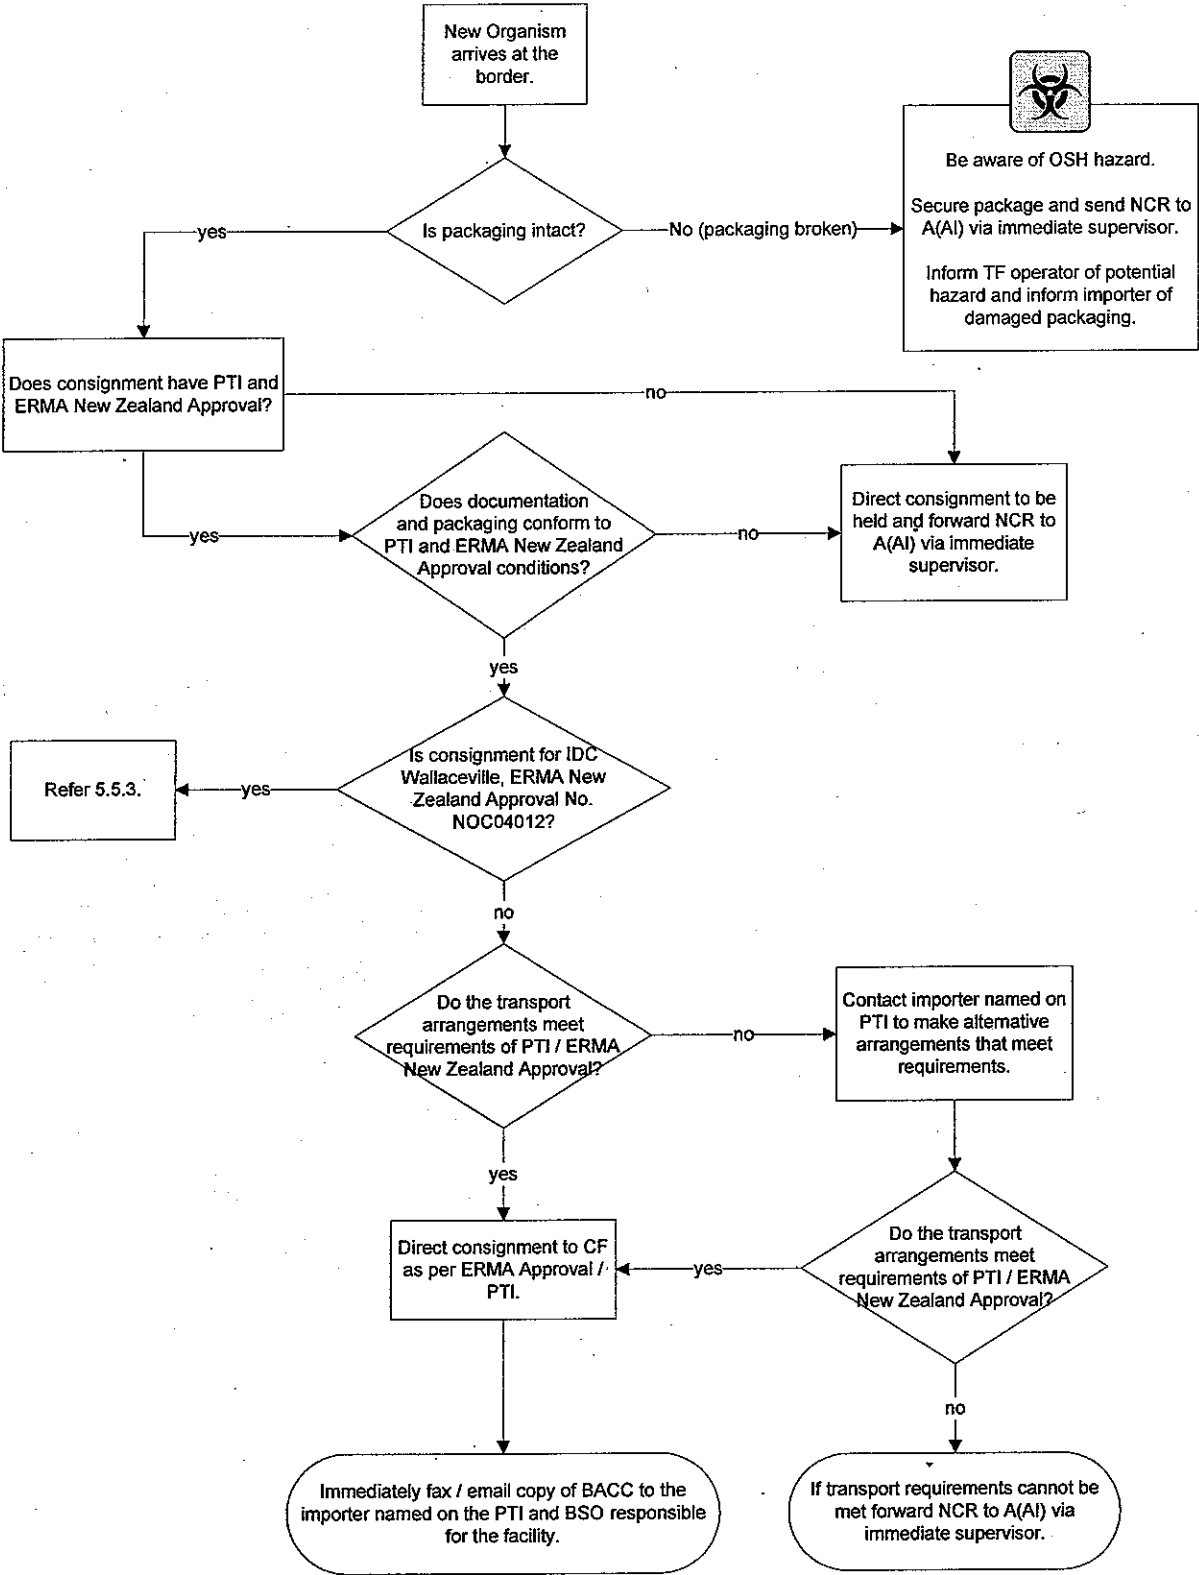 New Organism
arrives at the
border.
Is packaging intact?
yes
No (packaging broken)
Be aware of OSH hazard.
Secure package and send NCR to
A(AI) via immediate supervisor.
Inform TF operator of potential
hazard and inform importer of
damaged packaging.
Does consignment have PTI and
ERMA New Zealand Approval?
no
yes
Does documentation
and packaging conform to
PTI and ERMA New Zealand
Approval conditions?
no
Direct consignment to be
held and forward NCR to
A(AI) via immediate
supervisor.
yes
Is consignment for IDC
Wallaceville, ERMA New
Zealand Approval No.
NOC04012?
yes
Refer 5.5.3.
no
Do the transport
arrangements meet
requirements of PTI / ERMA
New Zealand Approval?
no
Contact importer named on
PTI to make alternative
arrangements that meet
requirements.
yes
Direct consignment to CF
as per ERMA Approval /
PTI.
yes
Do the transport
arrangements meet
requirements of PTI / ERMA
New Zealand Approval?
no
Immediately fax / email copy of BACC to the
importer named on the PTI and BSO responsible
for the facility.
If transport requirements cannot be
met forward NCR to A(AI) via
immediate supervisor.